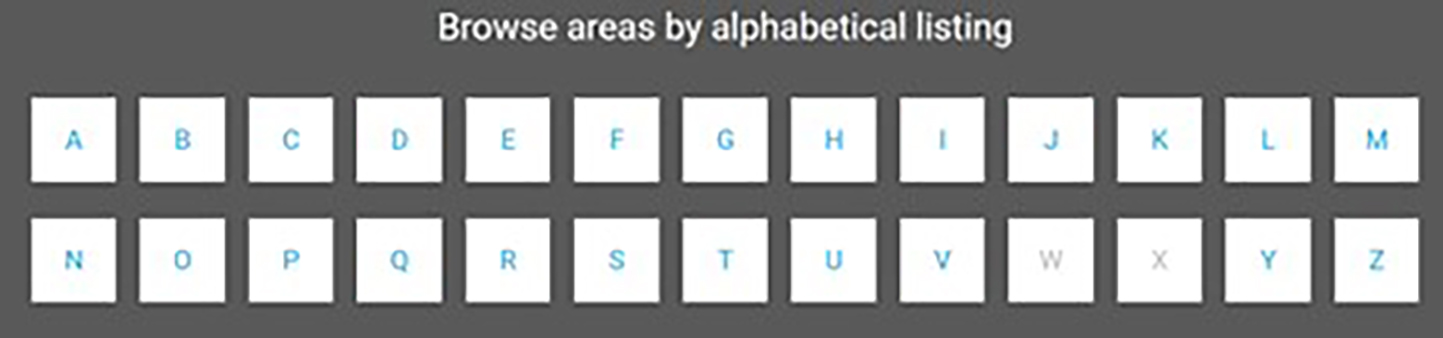 Browse areas by alphabetical listing
A B C D E F G H I J K L M
N O P Q R S T U V W X Y Z